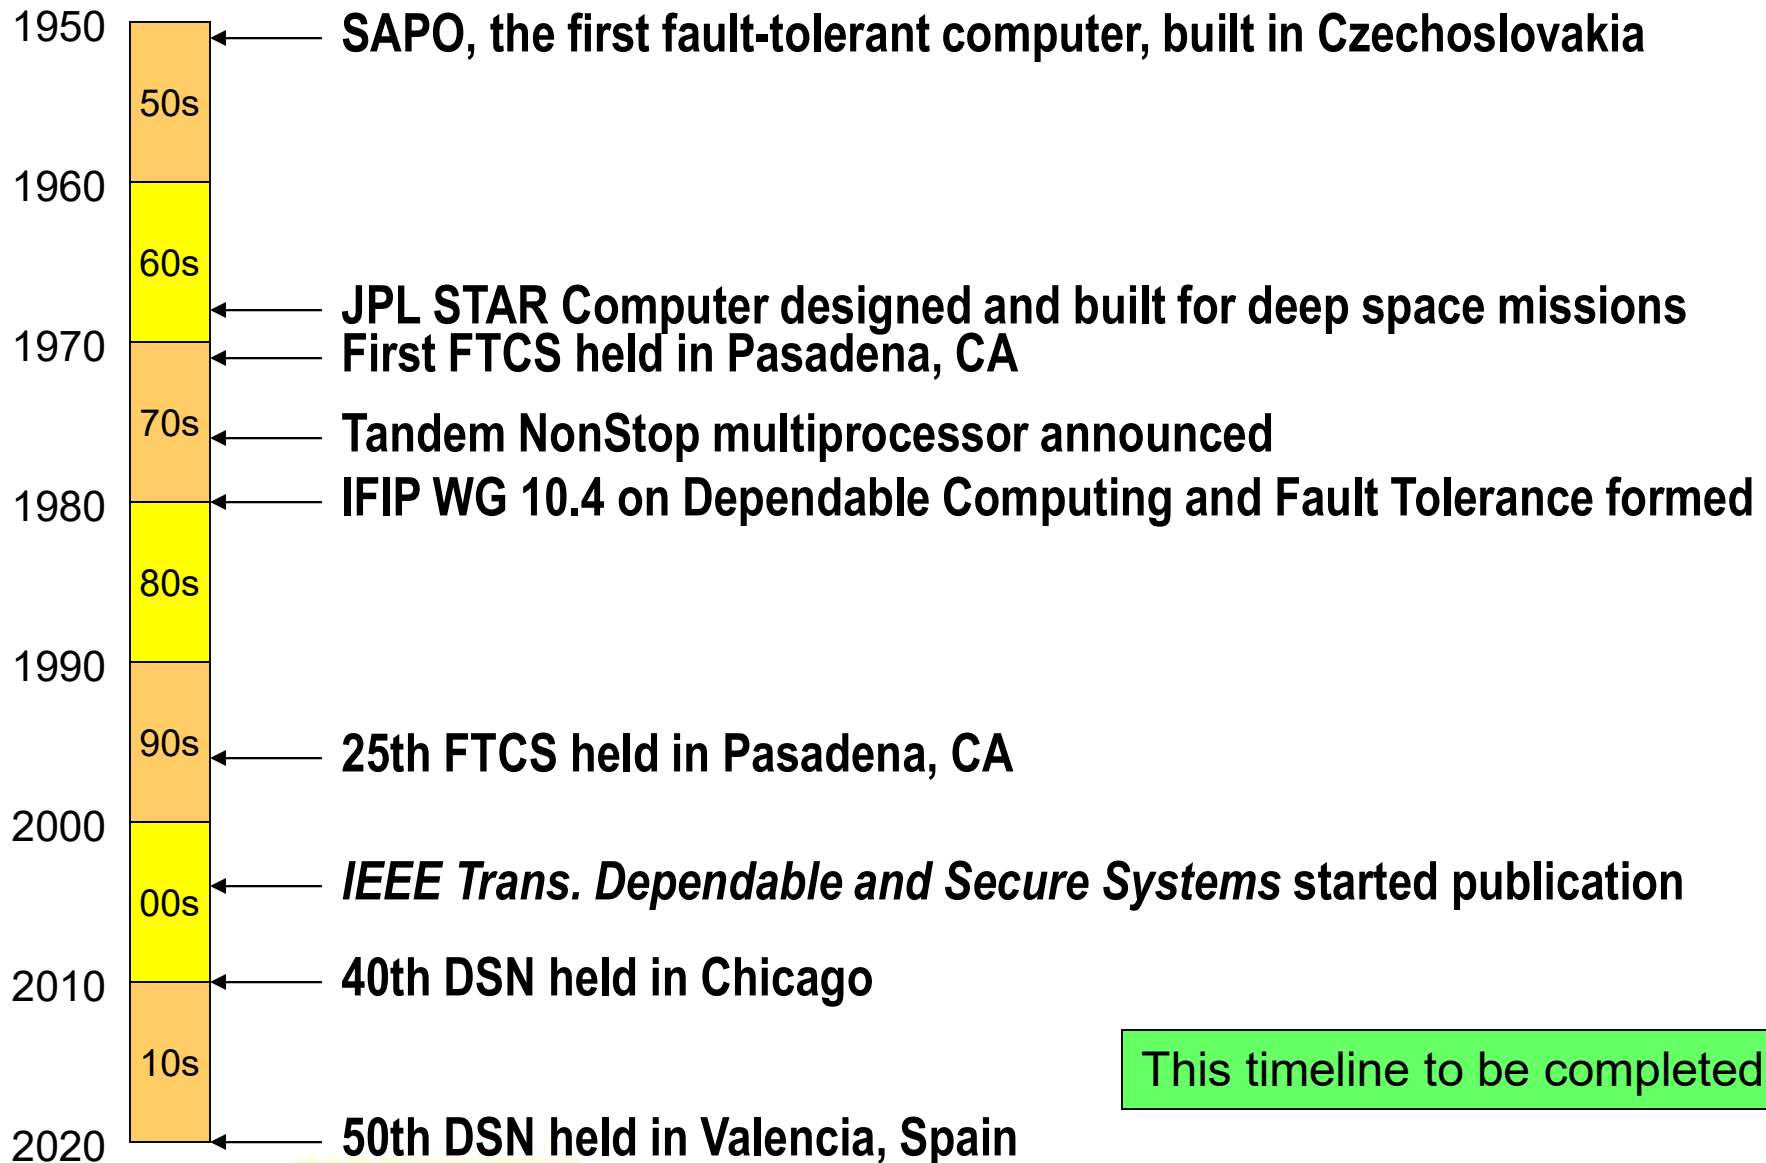 1950
SAPO, the first fault-tolerant computer, built in Czechoslovakia
50s
1960
60s
JPL STAR Computer designed and built for deep space missions
1970
First FTCS held in Pasadena, CA
70s
Tandem NonStop multiprocessor announced
1980
IFIP WG 10.4 on Dependable Computing and Fault Tolerance formed
80s
1990
90s
25th FTCS held in Pasadena, CA
2000
IEEE Trans. Dependable and Secure Systems started publication
00s
2010
40th DSN held in Chicago
10s
This timeline to be completed
2020
50th DSN held in Valencia, Spain